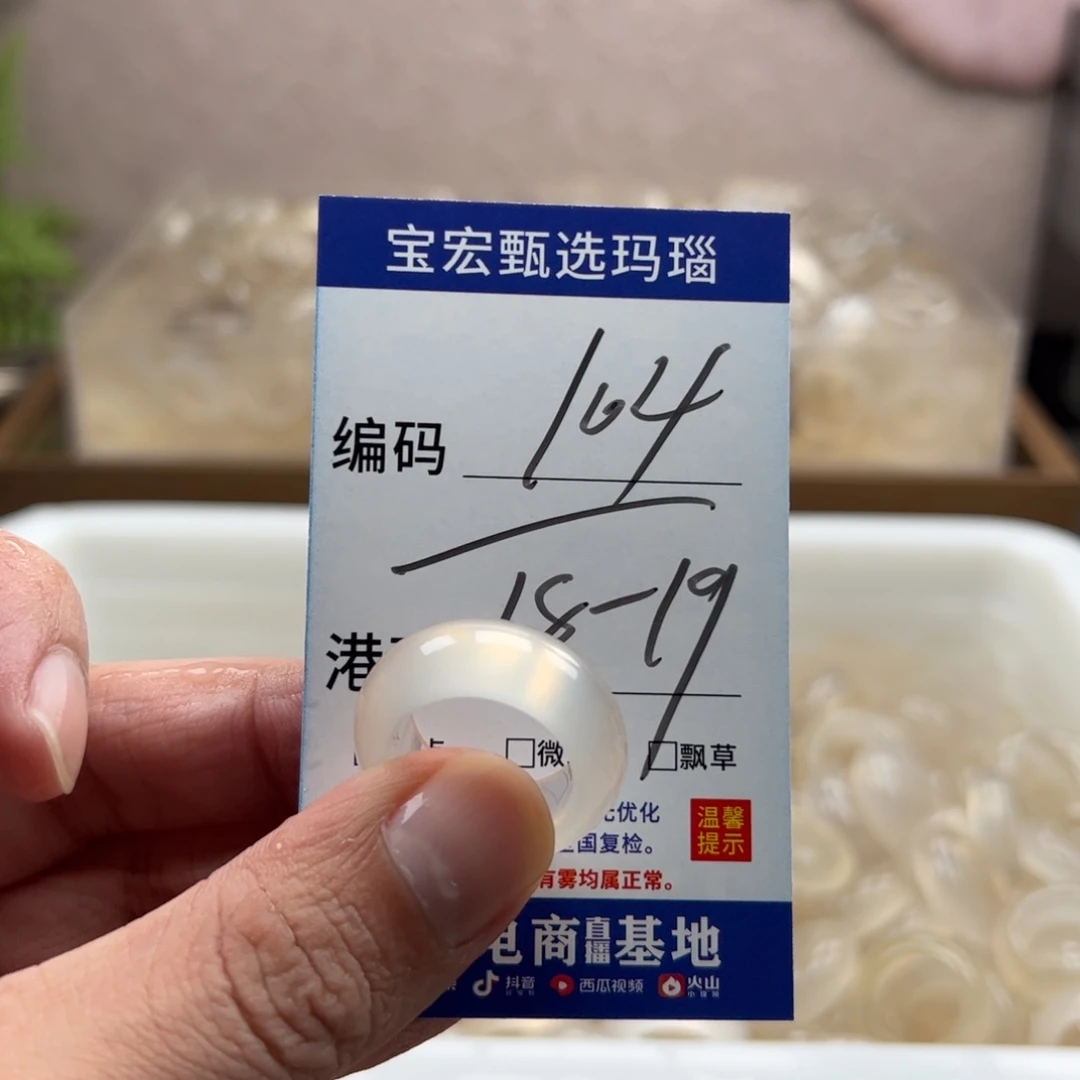 宝宏甄选玛瑙
编码 104
港 18-19
□微 □飘草
优化 温馨
国复检。 提示
有雾均属正常。
电商直播基地
抖音 西瓜视频 火山